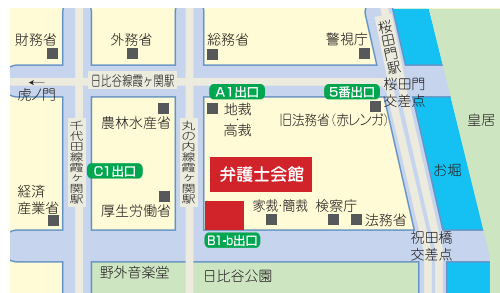 財務省
外務省
総務省
警視庁
桜田門駅
日比谷線霞ヶ関駅
←
虎ノ門
A1出口
5番出口
桜田門
交差点
農林水産省
地裁
高裁
旧法務省(赤レンガ)
皇居
千代田線霞ヶ関駅
丸の内線霞ヶ関駅
C1出口
弁護士会館
お堀
経済
産業省
厚生労働省
家裁・簡裁
検察庁
法務省
B1-b出口
祝田橋
交差点
野外音楽堂
日比谷公園